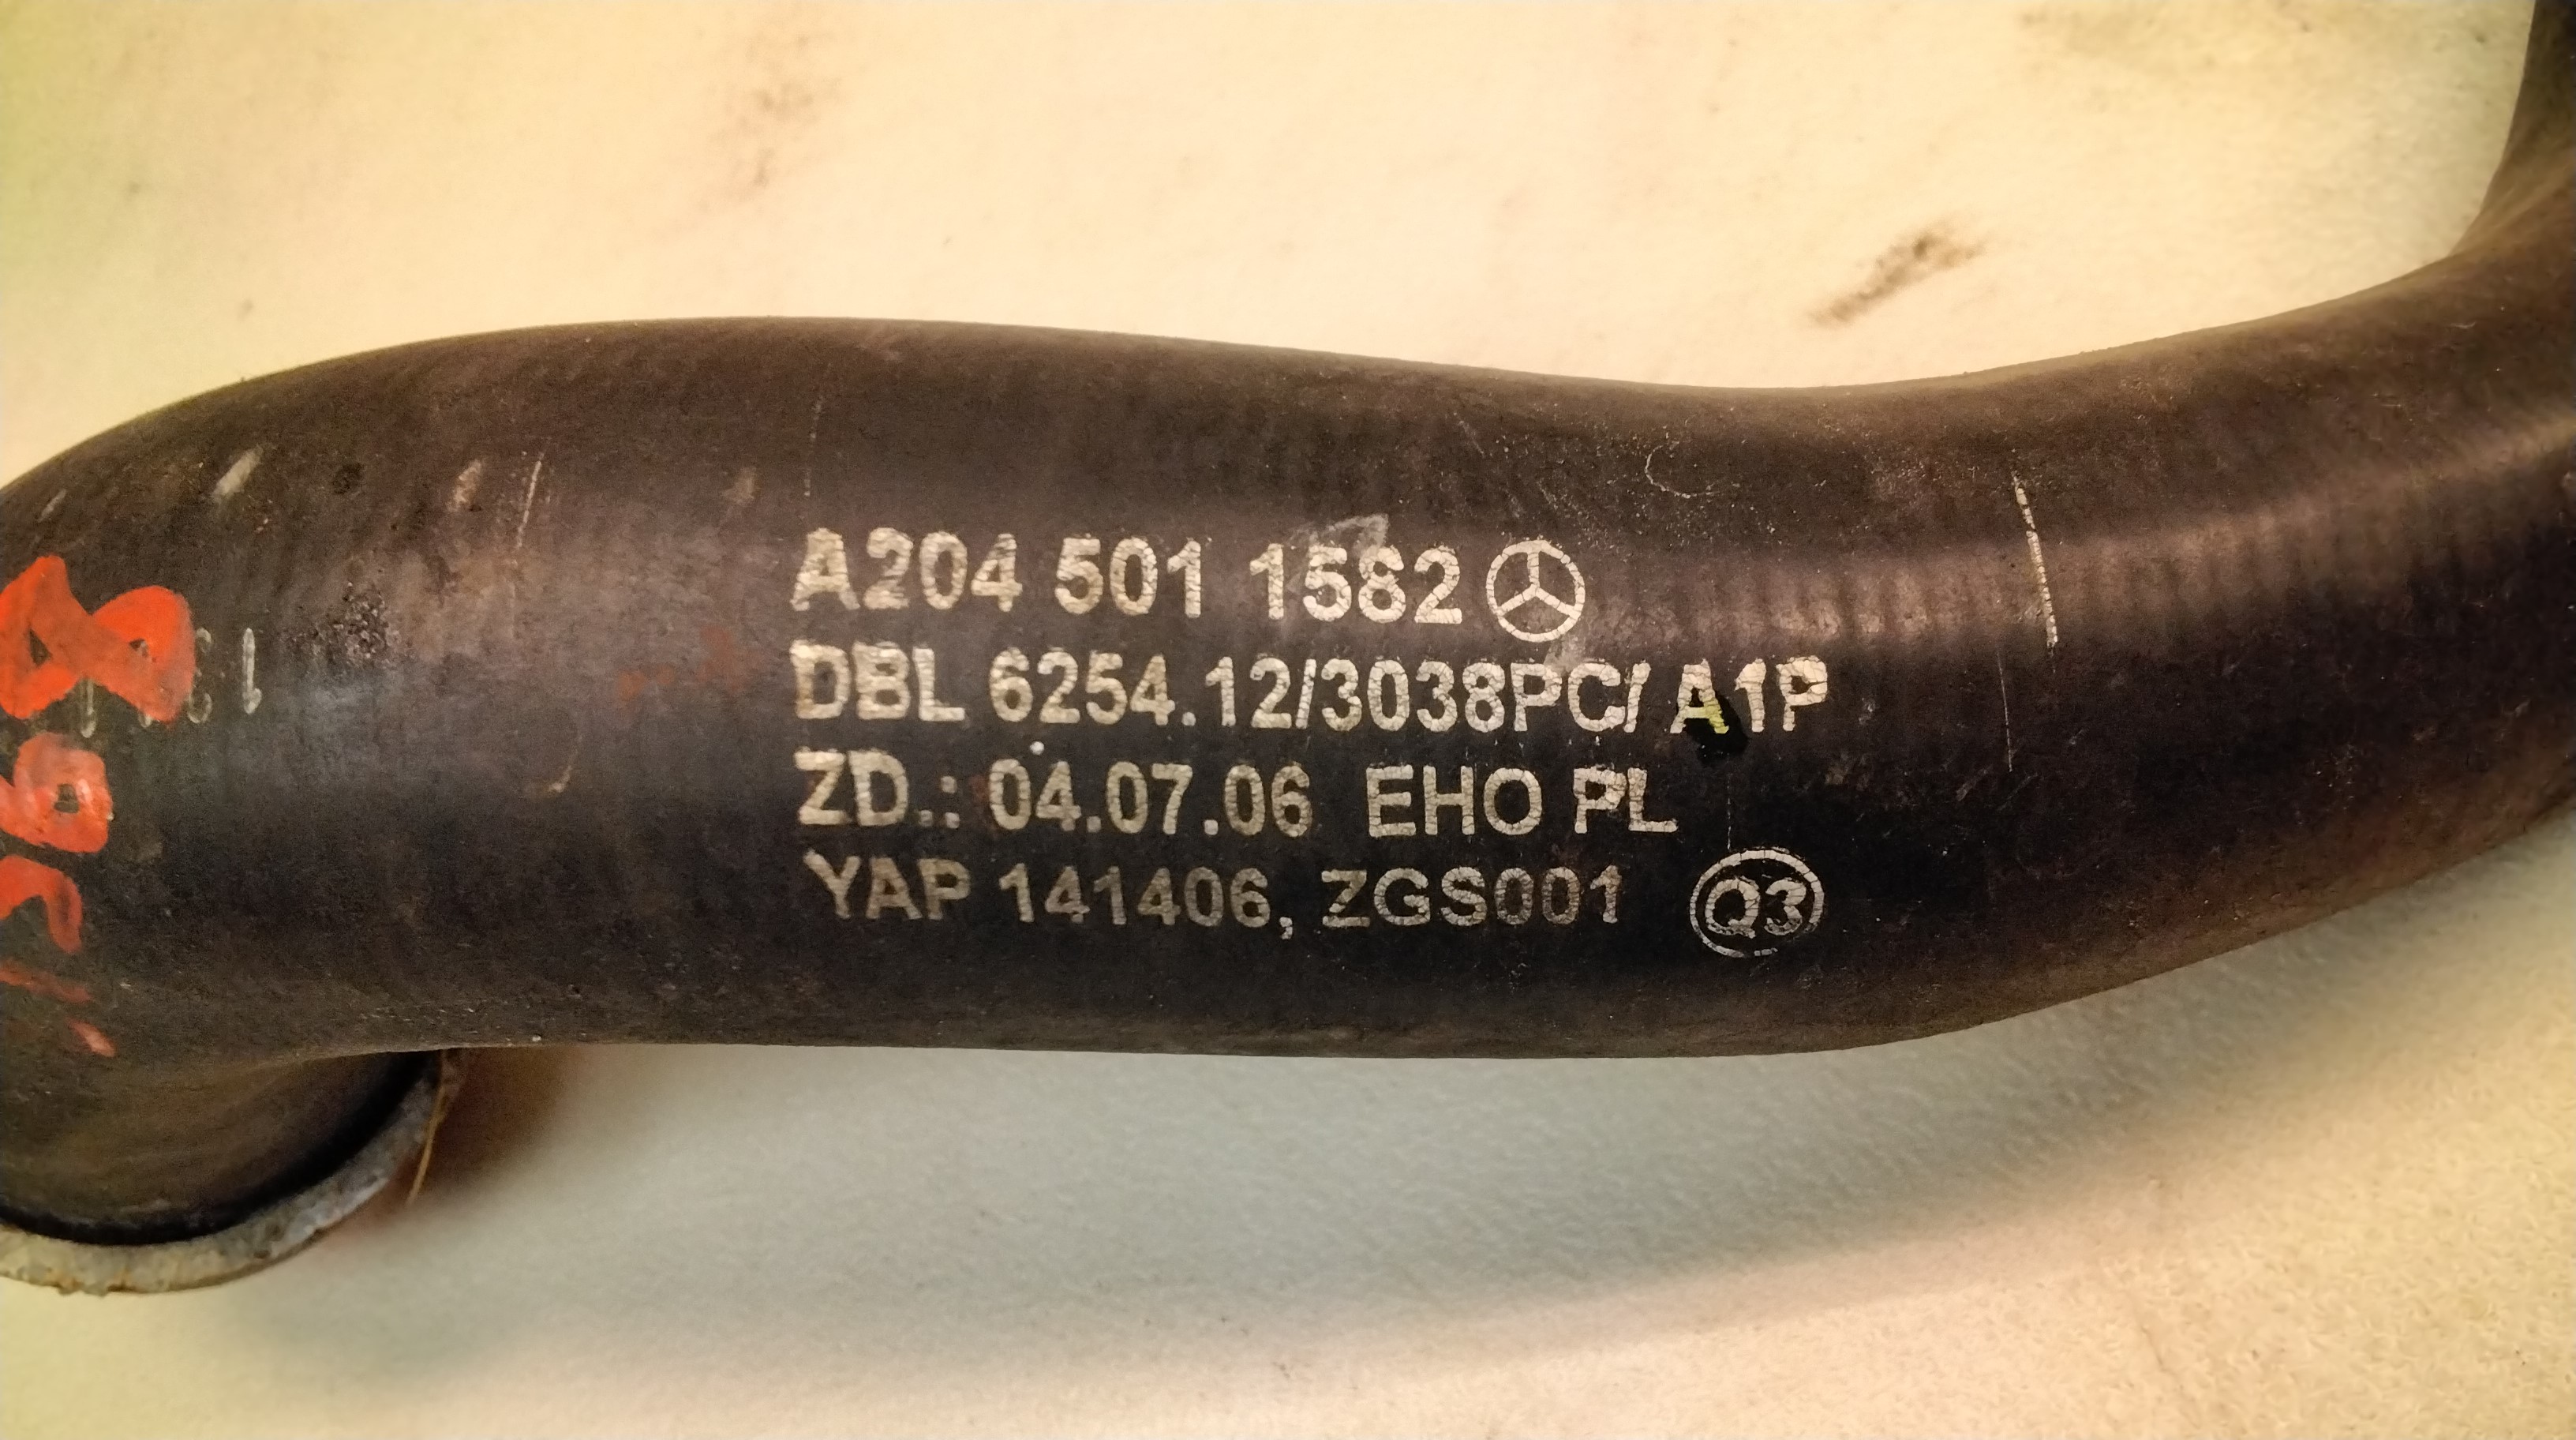 A204 501 1582
DBL 6254.12/3038PC/ A1P
ZD.: 04.07.06 EHO PL
YAP 141406, ZGS001 Q3